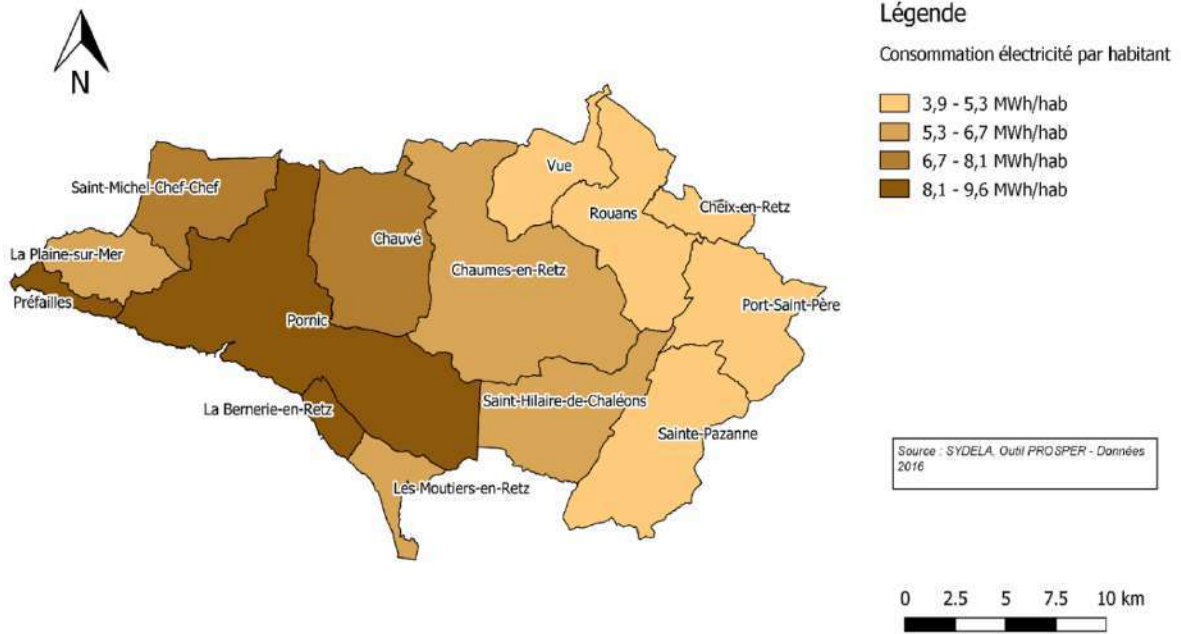 N
Légende
Consommation électricité par habitant
3,9 - 5,3 MWh/hab
5,3 - 6,7 MWh/hab
6,7 - 8,1 MWh/hab
8,1 - 9,6 MWh/hab
Vue
Saint-Michel-Chef-Chef
Rouans
Cheix-en-Retz
Chauvé
La Plaine-sur-Mer
Chaumes-en-Retz
Préfailles
Port-Saint-Père
Pornic
Saint-Hilaire-de-Chaléons
La Bernerie-en-Retz
Sainte-Pazanne
Les Moutiers-en-Retz
Source : SYDELA, Outil PROSPER - Données
2016
0 2.5 5 7.5 10 km